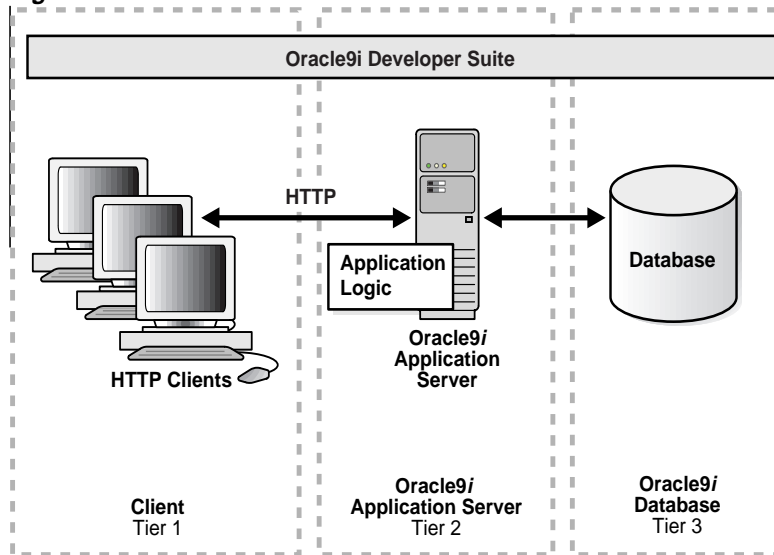 Oracle9i Developer Suite
HTTP
Application
Logic
Database
Oracle9i
Application
Server
HTTP Clients
Client
Tier 1
Oracle9i
Application Server
Tier 2
Oracle9i
Database
Tier 3